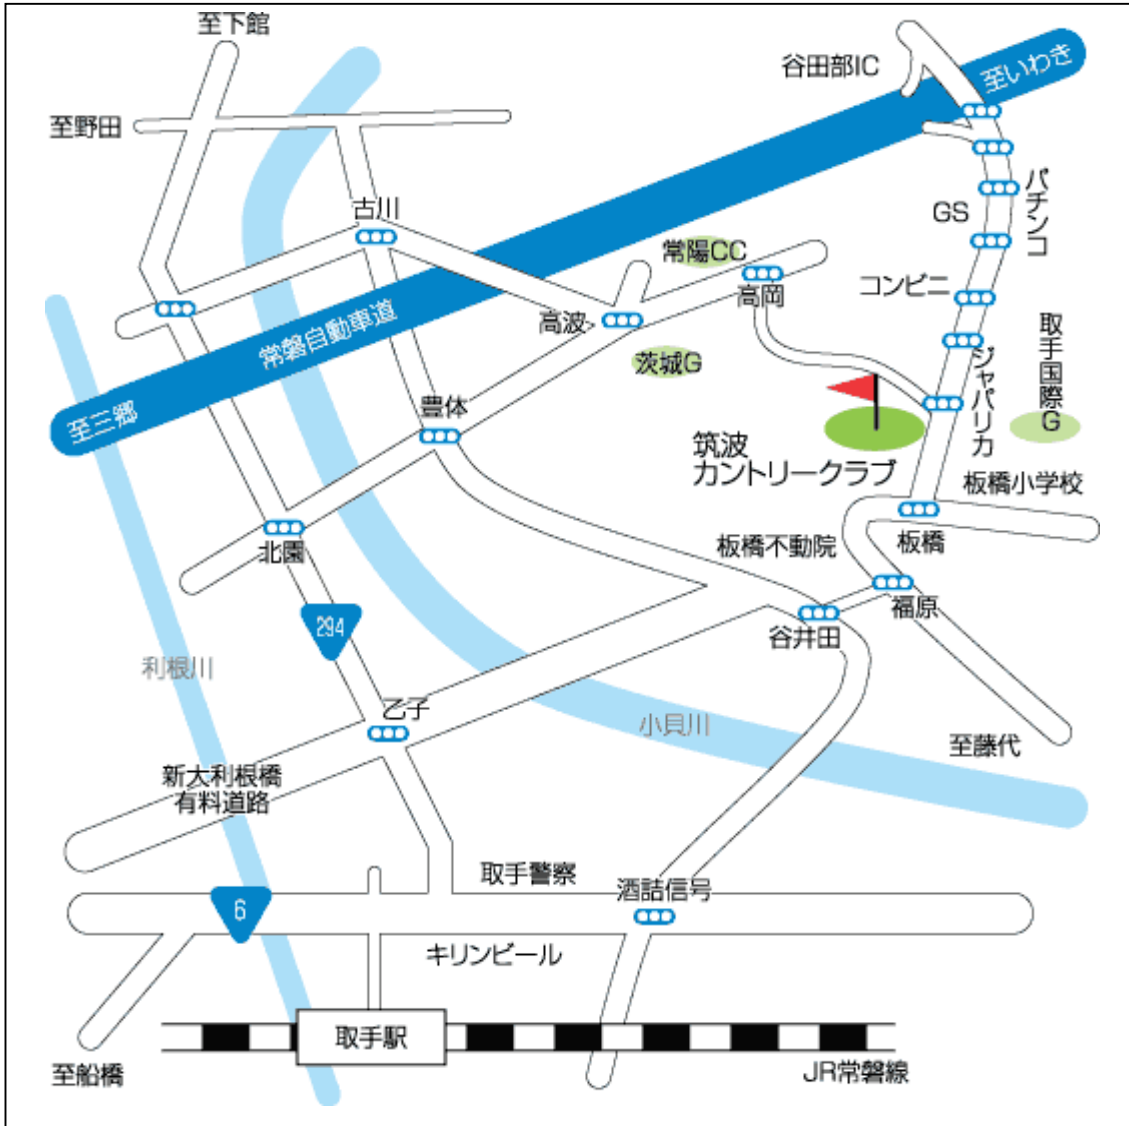 至下館
谷田部IC
至いわき
至野田
パチンコ
古川
GS
常陽CC
コンビニ
高岡
常磐自動車道
高波
取手国際G
茨城G
ジャパリカ
至三郷
豊体
筑波
カントリークラブ
板橋小学校
北園
板橋不動院
板橋
294
福原
谷井田
利根川
乙子
小貝川
至藤代
新大利根橋
有料道路
取手警察
酒詰信号
6
キリンビール
取手駅
至船橋
JR常磐線